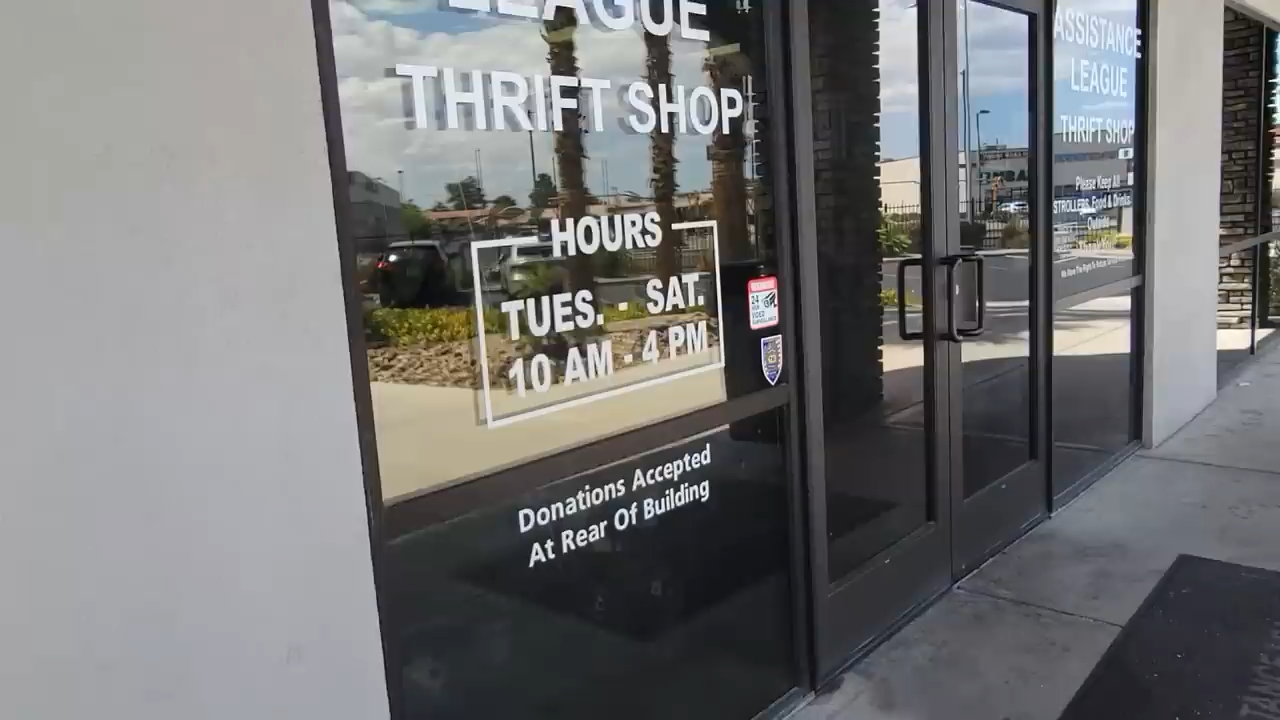 LEAGUE
THRIFT SHOP
HOURS
TUES. - SAT.
10 AM - 4 PM
Donations Accepted
At Rear Of Building
24
ASSISTANCE
LEAGUE
THRIFT SHOP
Please Keep All
STROLLERS, Food & Drinks